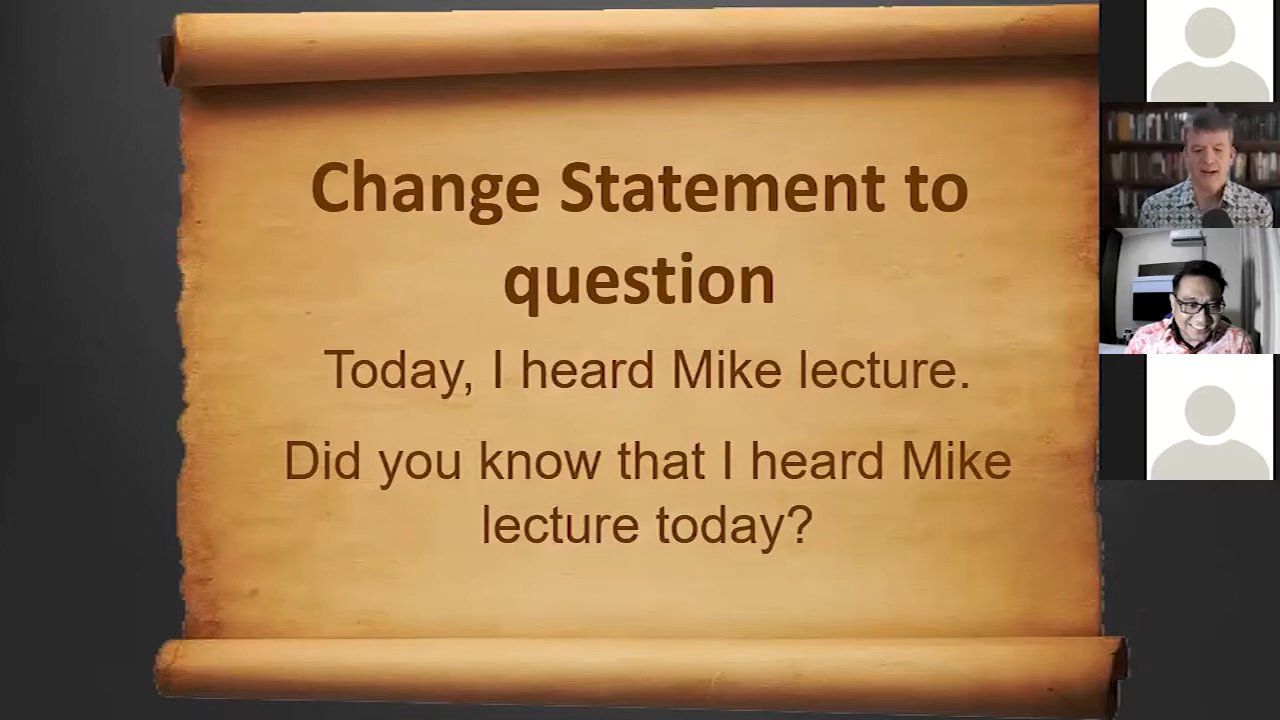 Change Statement to
question
Today, I heard Mike lecture.
Did you know that I heard Mike
lecture today?